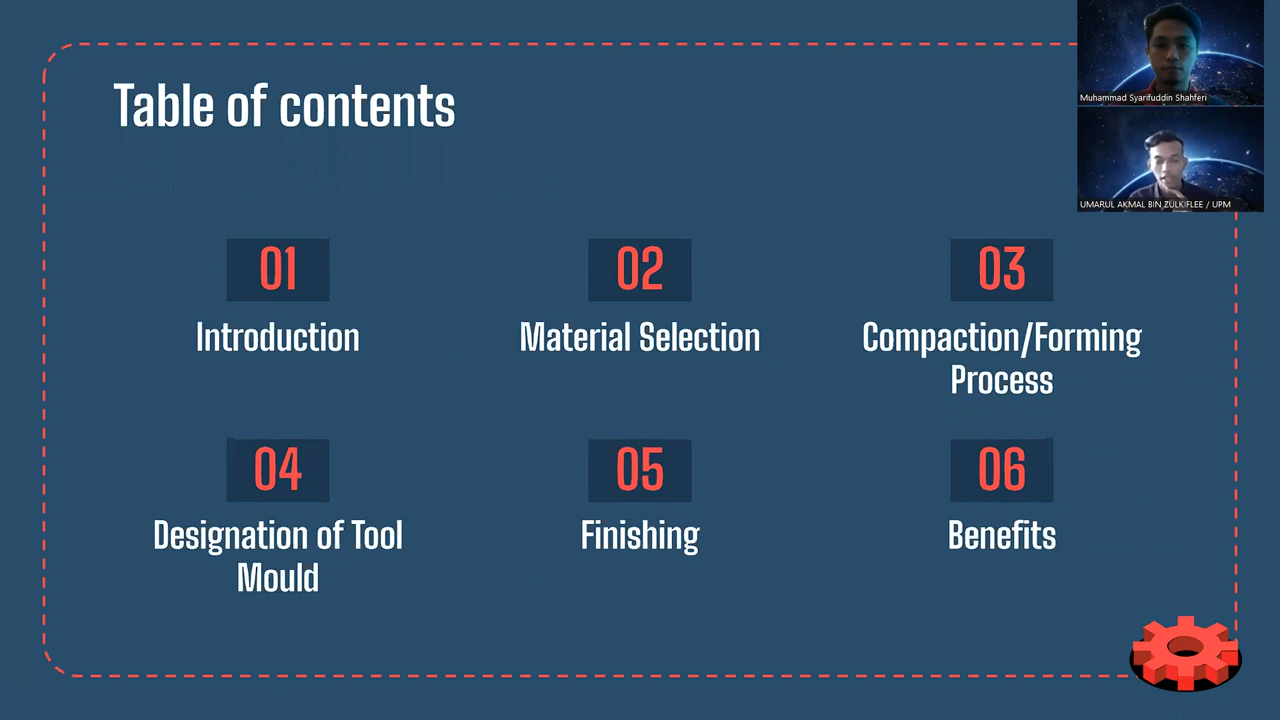 Table of contents
Muhammad Syarifuddin Shahferi
UMARUL AKMAL BIN ZULKIFLEE / UPM
01
Introduction
02
Material Selection
03
Compaction/Forming
Process
04
Designation of Tool
Mould
05
Finishing
06
Benefits